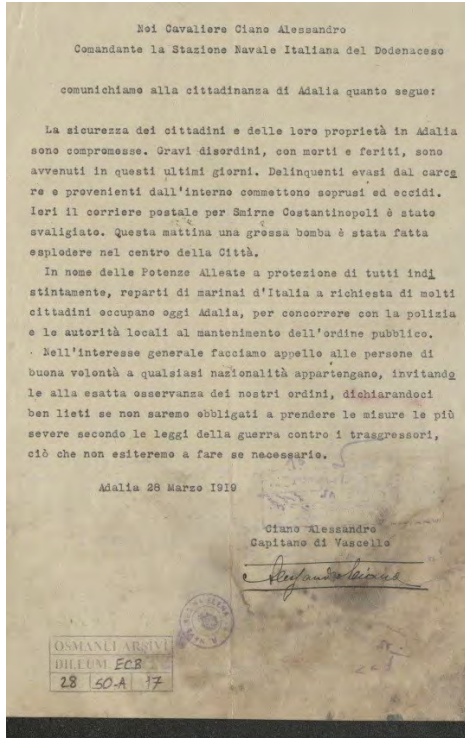 Noi Cavaliere Ciano Alessandro
Comandante la Stazione Navale Italiana del Dodenaceso
comunichiamo alla cittadinanza di Adalia quanto segue:
La sicurezza dei cittadini e delle loro proprietà in Adalia
sono compromesse. Gravi disordini, con morti e feriti, sono
avvenuti in questi ultimi giorni. Delinquenti evasi dal carce
re e provenienti dall'interno commettono soprusi ed eccidi.
Ieri il corriere postale per Smirne Costantinopoli è stato
svaligiato. Questa mattina una grossa bomba è stata fatta
esplodere nel centro della Città.
In nome delle Potenze Alleate a protezione di tutti indi
stintamente, reparti di marinai d'Italia a richiesta di molti
cittadini occupano oggi Adalia, per concorrere con la polizia
e le autorità locali al mantenimento dell'ordine pubblico.
Nell'interesse generale facciamo appello alle persone di
buona volontà a qualsiasi nazionalità appartengano, invitando
le alla esatta osservanza dei nostri ordini, dichiarandoci
ben lieti se non saremo obbligati a prendere le misure le più
severe secondo le leggi della guerra contro i trasgressori,
ciò che non esiteremo a fare se necessario.
Adalia 28 Marzo 1919
Ciano Alessandro
Capitano di Vascello
Alessandro Ciano
OSMANLI ARŞİVİ
DH.EUM ECB
28 50-A 17